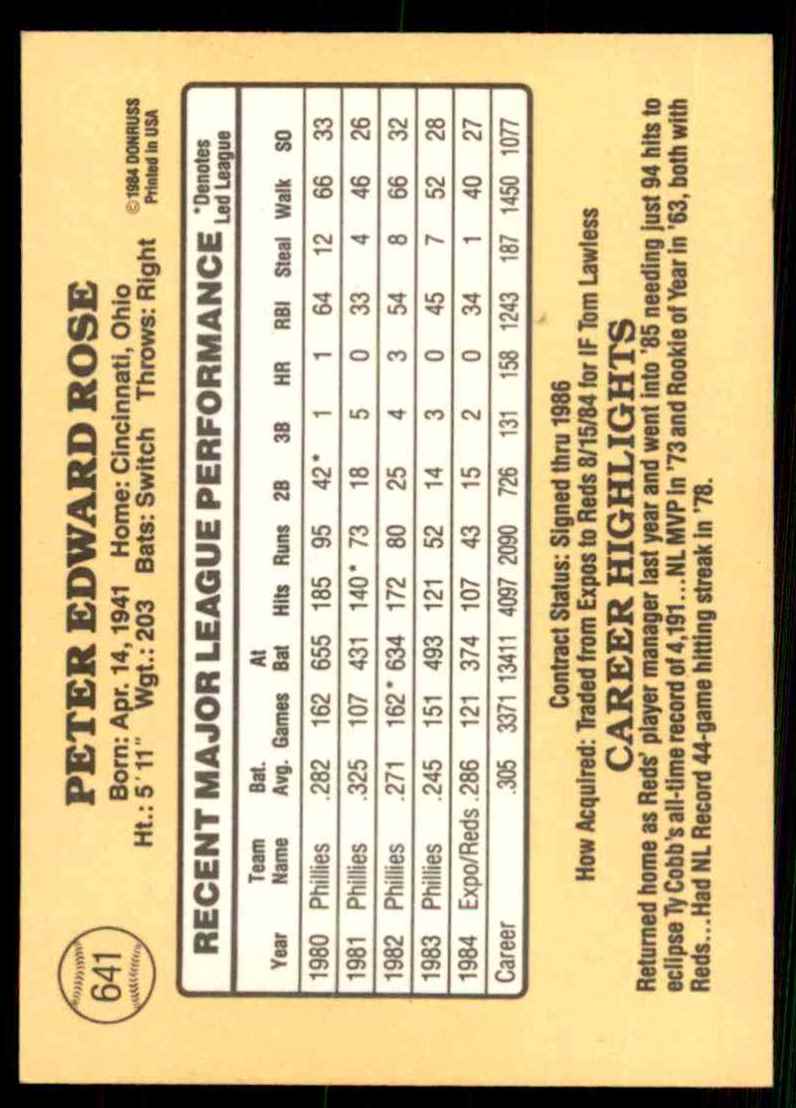 641
PETER EDWARD ROSE
Born: Apr. 14, 1941 Home: Cincinnati, Ohio
Ht.: 5'11" Wgt.: 203 Bats: Switch Throws: Right
©1984 DONRUSS
Printed in USA
RECENT MAJOR LEAGUE PERFORMANCE
*Denotes
Led League
Year Team Name Bat. Avg. Games At Bat Hits Runs 2B 3B HR RBI Steal Walk SO
1980 Phillies .282 162 655 185 95 42* 1 1 64 12 66 33
1981 Phillies .325 107 431 140* 73 18 5 0 33 4 46 26
1982 Phillies .271 162* 634 172 80 25 4 3 54 8 66 32
1983 Phillies .245 151 493 121 52 14 3 0 45 7 52 28
1984 Expo/Reds .286 121 374 107 43 15 2 0 34 1 40 27
Career .305 3371 13411 4097 2090 726 131 158 1243 187 1450 1077
Contract Status: Signed thru 1986
How Acquired: Traded from Expos to Reds 8/15/84 for IF Tom Lawless
CAREER HIGHLIGHTS
Returned home as Reds' player manager last year and went into '85 needing just 94 hits to
eclipse Ty Cobb's all-time record of 4,191...NL MVP in '73 and Rookie of Year in '63, both with
Reds...Had NL Record 44-game hitting streak in '78.